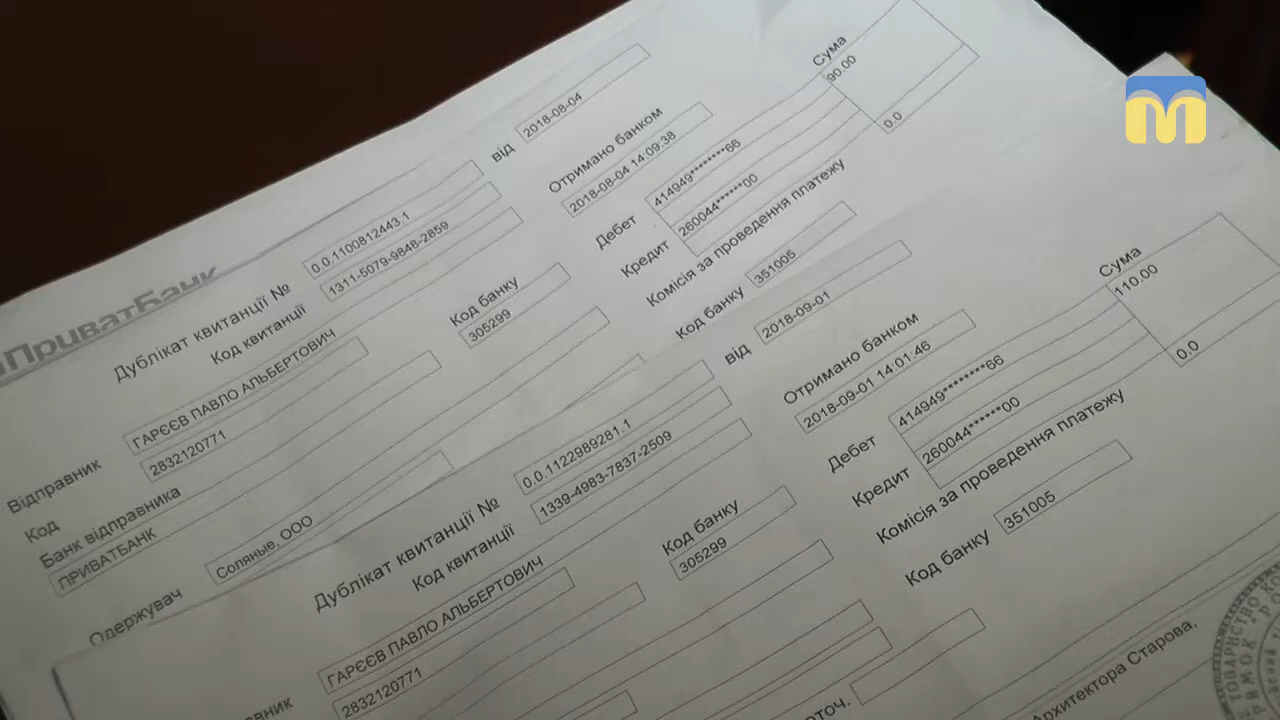 ПриватБанк
Дублікат квитанції №
0.0.1100812443.1
від
2018-08-04
Код квитанції
1311-5079-9848-2859
Отримано банком
2018-08-04 14:09:38
Сума
Відправник
ГАРЄЄВ ПАВЛО АЛЬБЕРТОВИЧ
Дебет
414949********66
90.00
Код
2832120771
Код банку
305299
Кредит
260044******00
Банк відправника
ПРИВАТБАНК
Комісія за проведення платежу
0.0
Одержувач
Соляные, ООО
Код банку
351005
Дублікат квитанції №
0.0.1122989281.1
від
2018-09-01
Код квитанції
1339-4983-7837-2509
Отримано банком
2018-09-01 14:01:46
Сума
ГАРЄЄВ ПАВЛО АЛЬБЕРТОВИЧ
Дебет
414949********66
110.00
2832120771
Код банку
305299
Кредит
260044******00
Комісія за проведення платежу
0.0
Код банку
351005
Архитектора Старова,